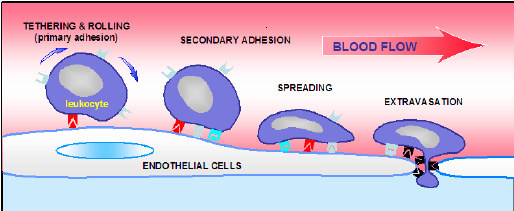 TETHERING & ROLLING
(primary adhesion)
SECONDARY ADHESION
BLOOD FLOW
SPREADING
EXTRAVASATION
leukocyte
ENDOTHELIAL CELLS